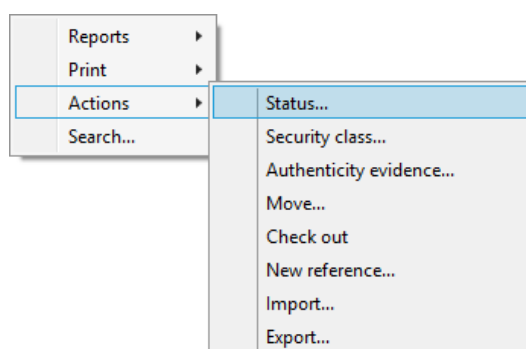 Reports
Print
Actions
Search...
Status...
Security class...
Authenticity evidence...
Move...
Check out
New reference...
Import...
Export...